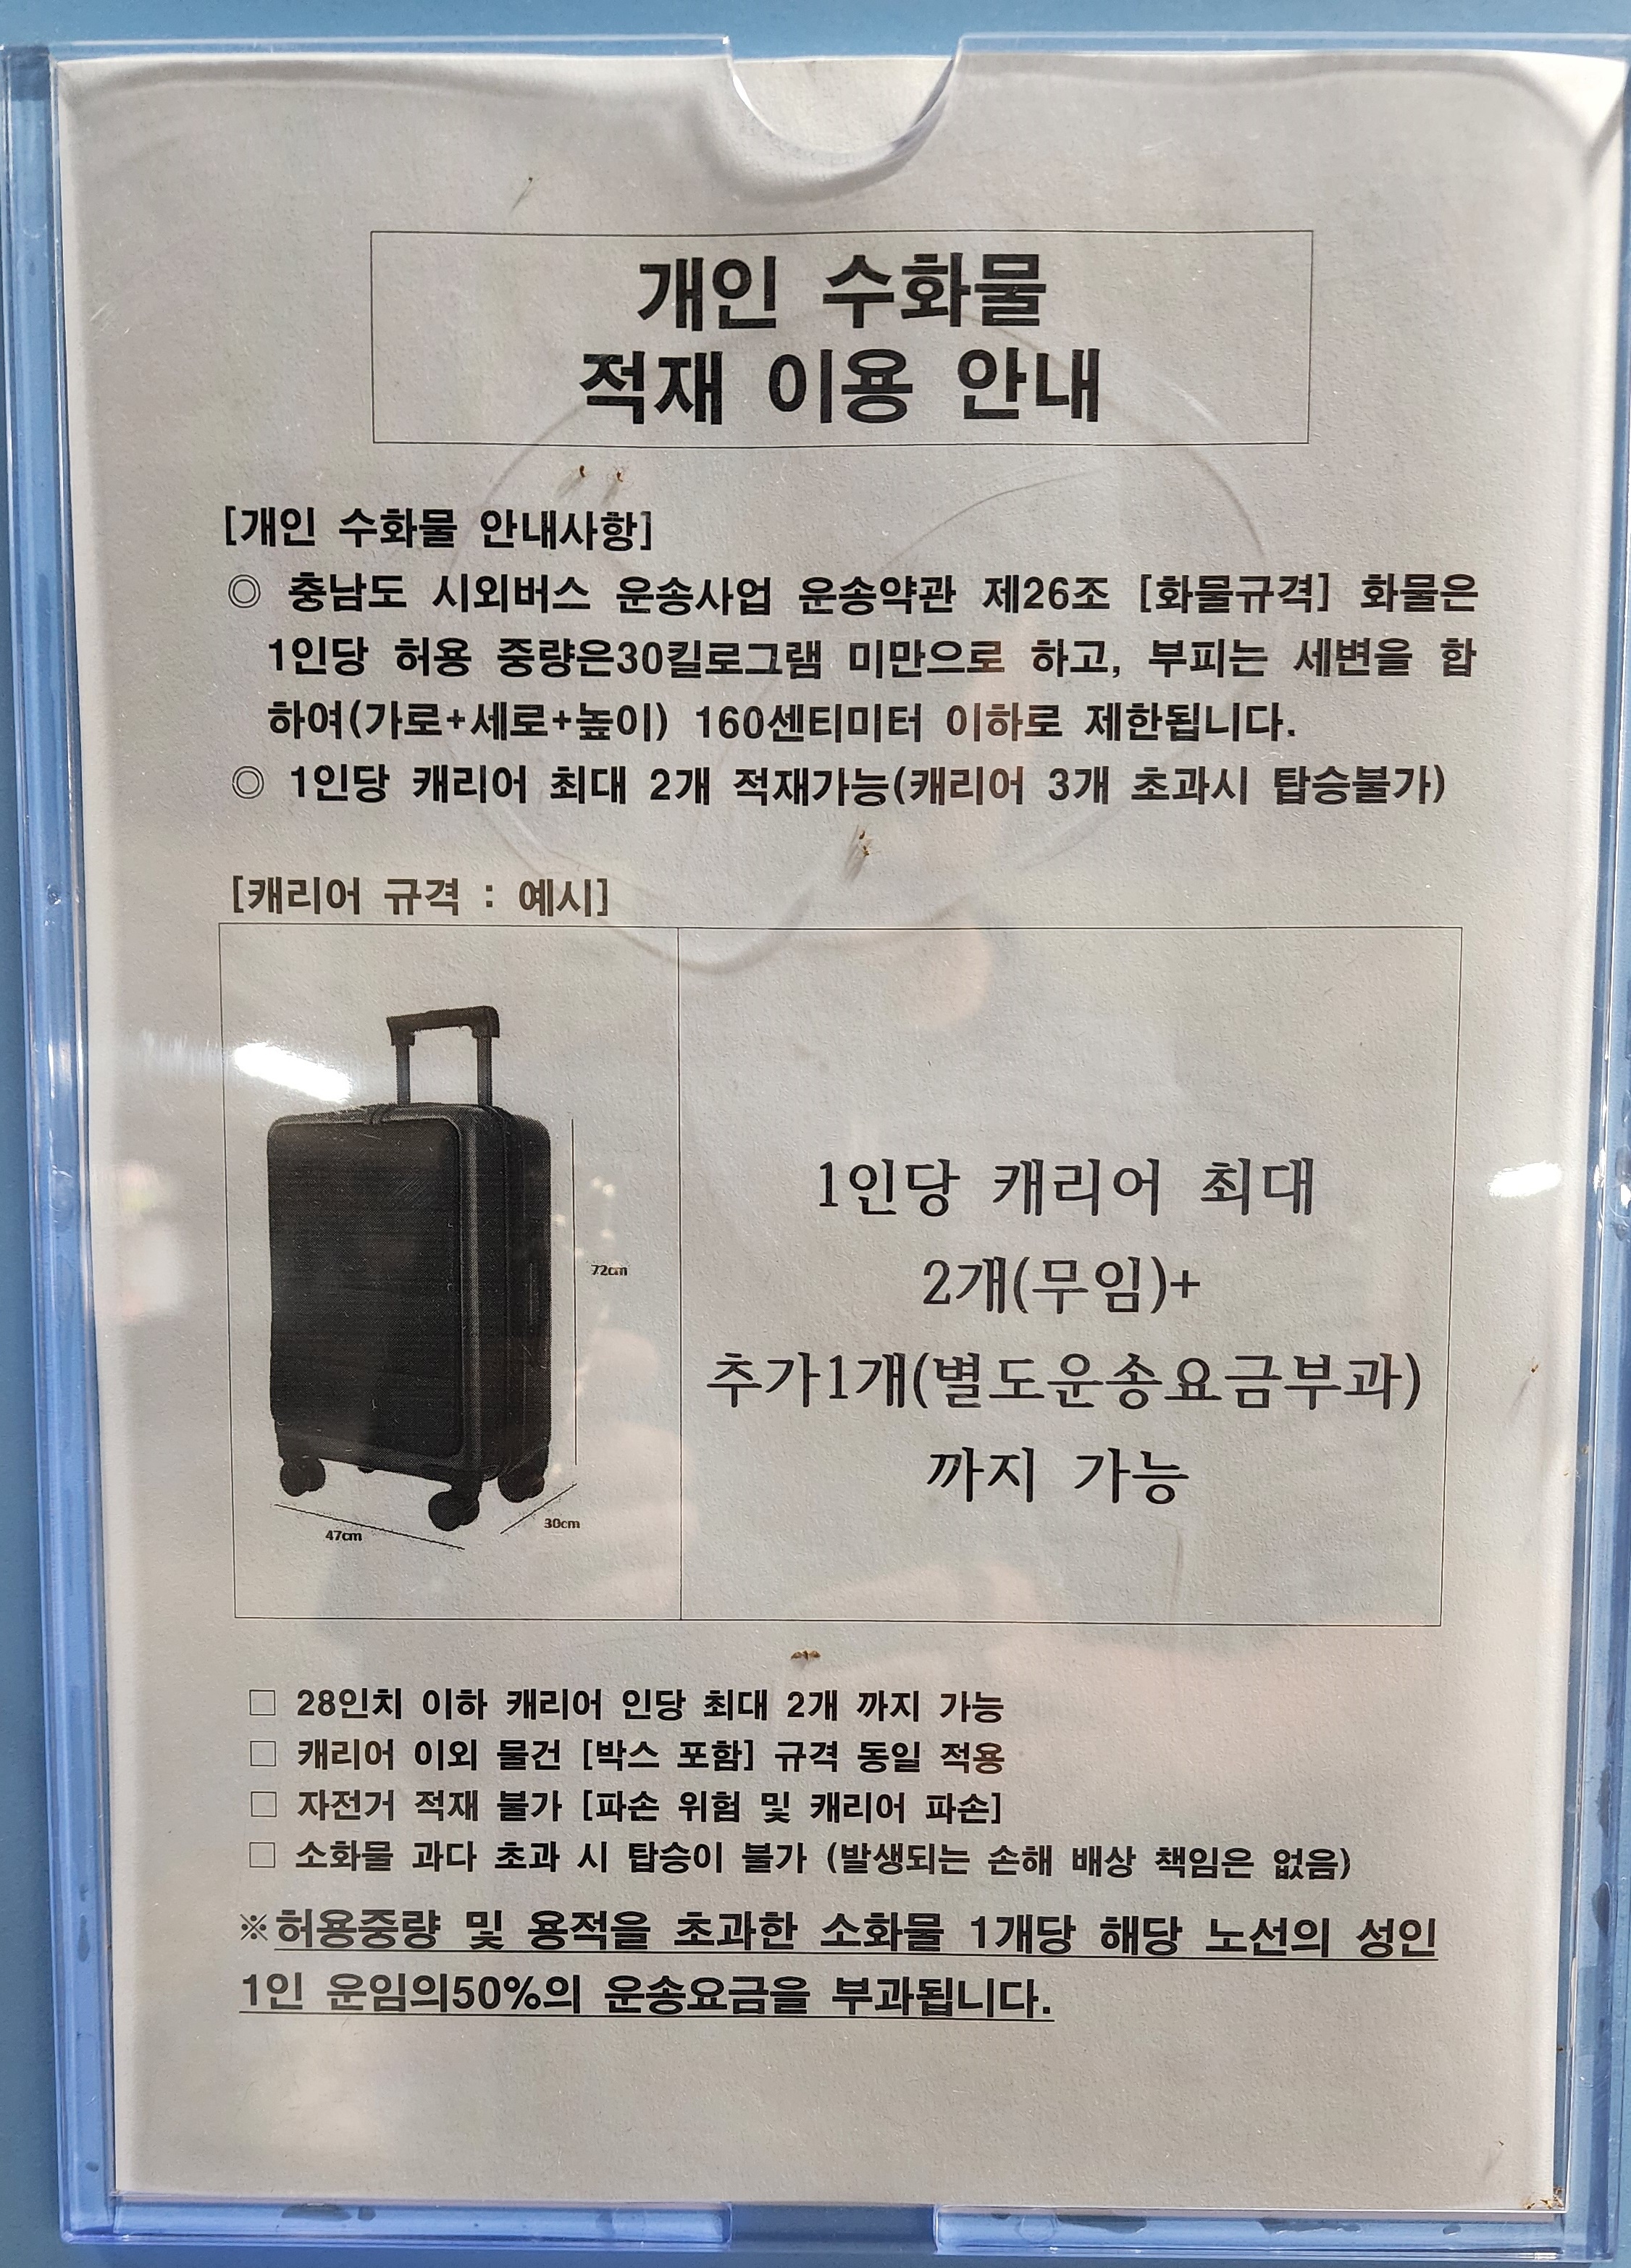 개인 수화물
적재 이용 안내
[개인 수화물 안내사항]
◎ 충남도 시외버스 운송사업 운송약관 제26조 [화물규격] 화물은
1인당 허용 중량은30킬로그램 미만으로 하고, 부피는 세변을 합
하여(가로+세로+높이) 160센티미터 이하로 제한됩니다.
◎ 1인당 캐리어 최대 2개 적재가능(캐리어 3개 초과시 탑승불가)
[캐리어 규격 : 예시]
72cm
47cm
30cm
1인당 캐리어 최대
2개(무임)+
추가1개(별도운송요금부과)
까지 가능
□ 28인치 이하 캐리어 인당 최대 2개 까지 가능
□ 캐리어 이외 물건 [박스 포함] 규격 동일 적용
□ 자전거 적재 불가 [파손 위험 및 캐리어 파손]
□ 소화물 과다 초과 시 탑승이 불가 (발생되는 손해 배상 책임은 없음)
※허용중량 및 용적을 초과한 소화물 1개당 해당 노선의 성인
1인 운임의50%의 운송요금을 부과됩니다.